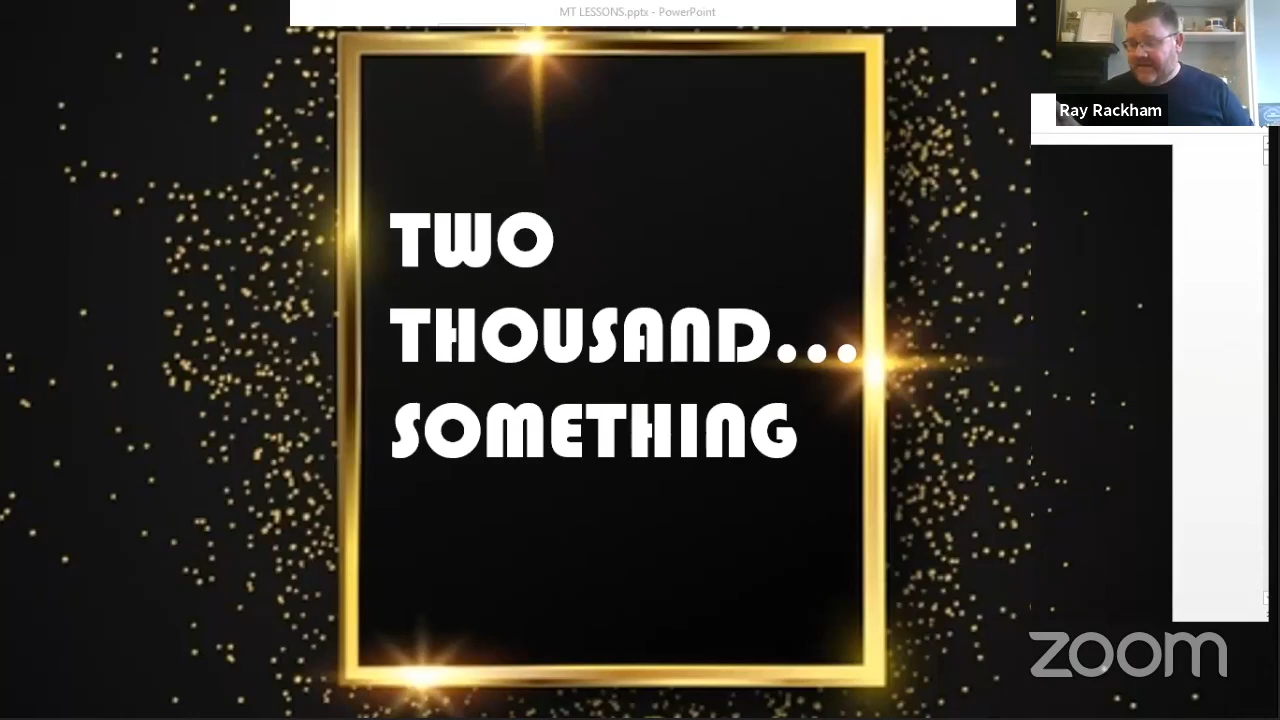 MT LESSONS.pptx - PowerPoint
Ray Rackham
TWO
THOUSAND...
SOMETHING
zoom